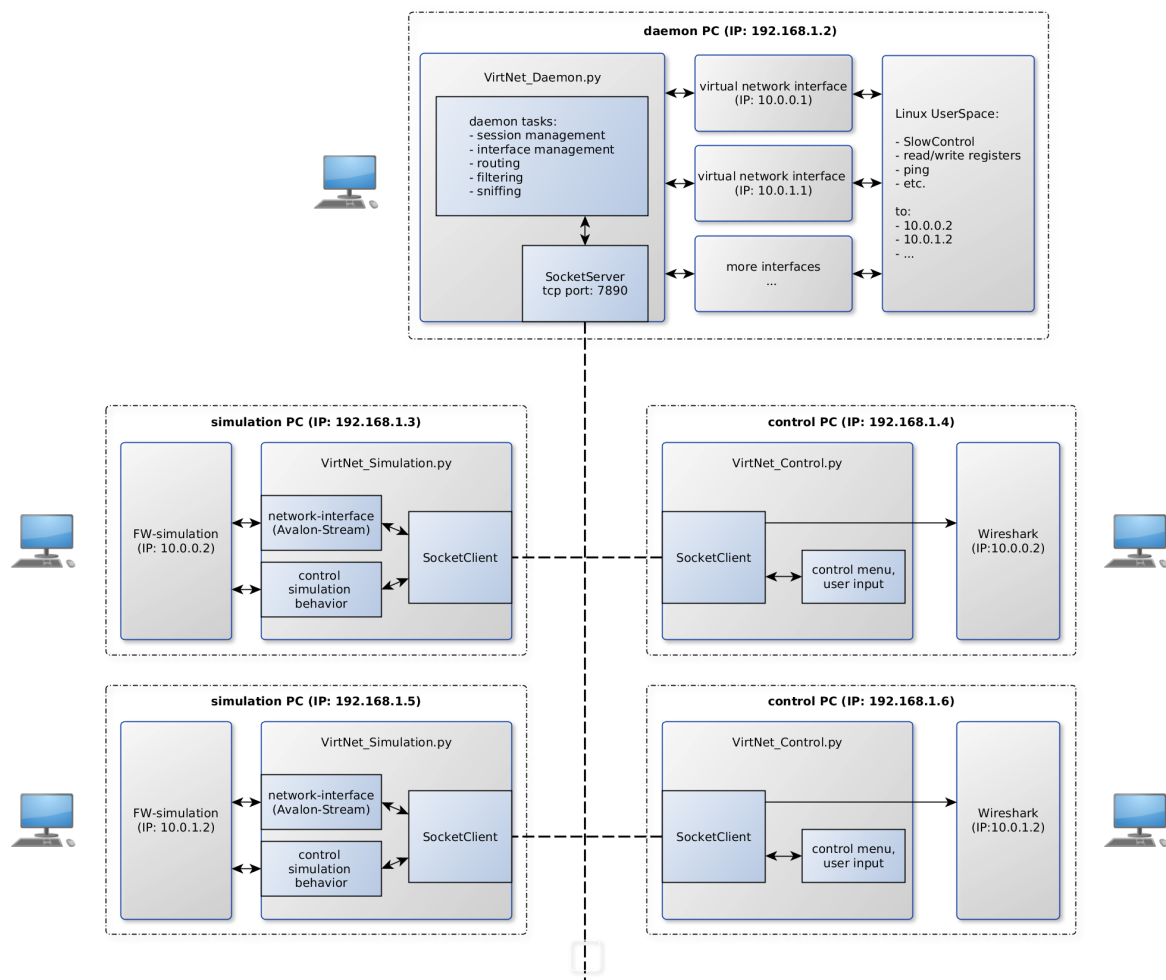 daemon PC (IP: 192.168.1.2)
VirtNet_Daemon.py
daemon tasks:
- session management
- interface management
- routing
- filtering
- sniffing
SocketServer
tcp port: 7890
virtual network interface
(IP: 10.0.0.1)
virtual network interface
(IP: 10.0.1.1)
more interfaces
...
Linux UserSpace:
- SlowControl
- read/write registers
- ping
- etc.
to:
- 10.0.0.2
- 10.0.1.2
- ...
simulation PC (IP: 192.168.1.3)
FW-simulation
(IP: 10.0.0.2)
VirtNet_Simulation.py
network-interface
(Avalon-Stream)
control
simulation
behavior
SocketClient
control PC (IP: 192.168.1.4)
VirtNet_Control.py
SocketClient
control menu,
user input
Wireshark
(IP:10.0.0.2)
simulation PC (IP: 192.168.1.5)
FW-simulation
(IP: 10.0.1.2)
VirtNet_Simulation.py
network-interface
(Avalon-Stream)
control
simulation
behavior
SocketClient
control PC (IP: 192.168.1.6)
VirtNet_Control.py
SocketClient
control menu,
user input
Wireshark
(IP:10.0.1.2)